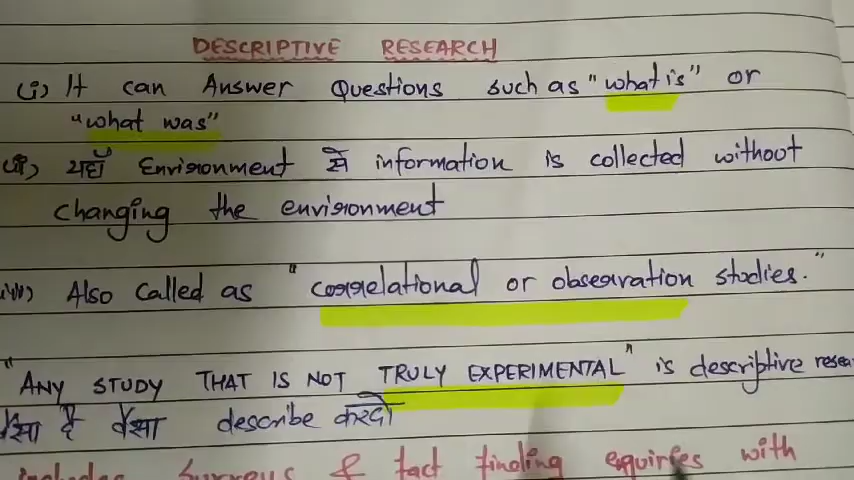 DESCRIPTIVE RESEARCH
(i) It can Answer Questions such as "what is" or
"what was"
(ii) यहाँ Environment से information is collected without
changing the environment
(iii) Also called as "correlational or observation studies."
"ANY STUDY THAT IS NOT TRULY EXPERIMENTAL" is descriptive
जैसा है वैसा describe करदो
includes Surveys & fact finding enquiries with